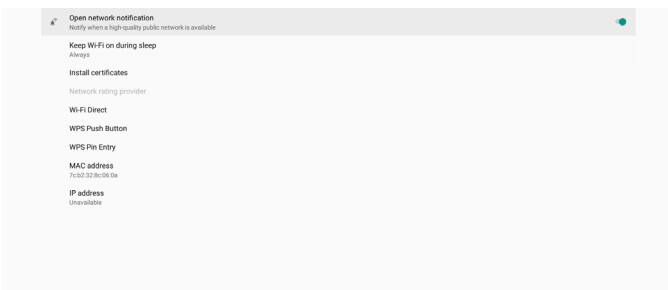 Open network notification
Notify when a high-quality public network is available
Keep Wi-Fi on during sleep
Always
Install certificates
Network rating provider
Wi-Fi Direct
WPS Push Button
WPS Pin Entry
MAC address
7c:b2:32:8c:06:0a
IP address
Unavailable